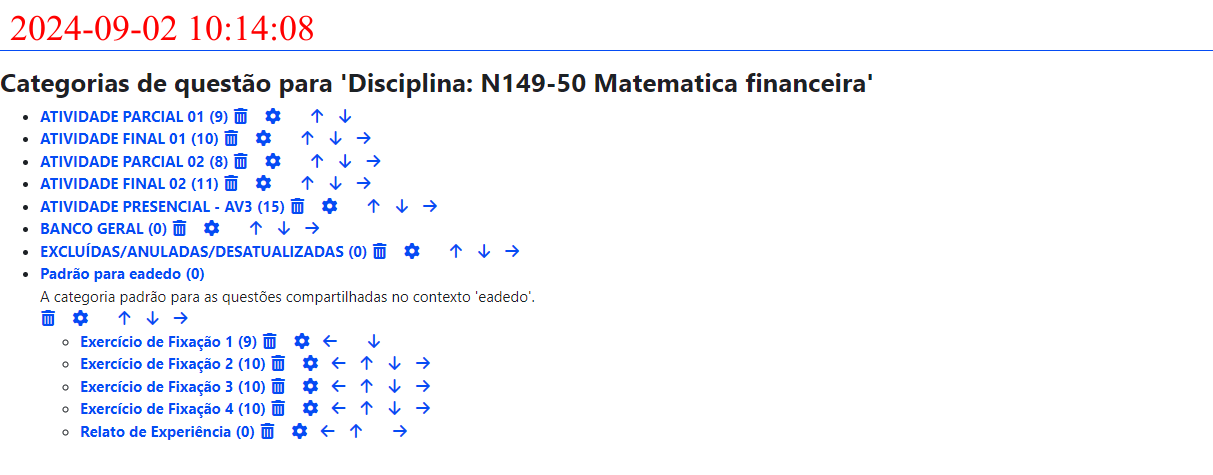 2024-09-02 10:14:08
Categorias de questão para 'Disciplina: N149-50 Matematica financeira'
ATIVIDADE PARCIAL 01 (9)
ATIVIDADE FINAL 01 (10)
ATIVIDADE PARCIAL 02 (8)
ATIVIDADE FINAL 02 (11)
ATIVIDADE PRESENCIAL - AV3 (15)
BANCO GERAL (0)
EXCLUÍDAS/ANULADAS/DESATUALIZADAS (0)
Padrão para eadedo (0)
A categoria padrão para as questões compartilhadas no contexto 'eadedo'.
Exercício de Fixação 1 (9)
Exercício de Fixação 2 (10)
Exercício de Fixação 3 (10)
Exercício de Fixação 4 (10)
Relato de Experiência (0)